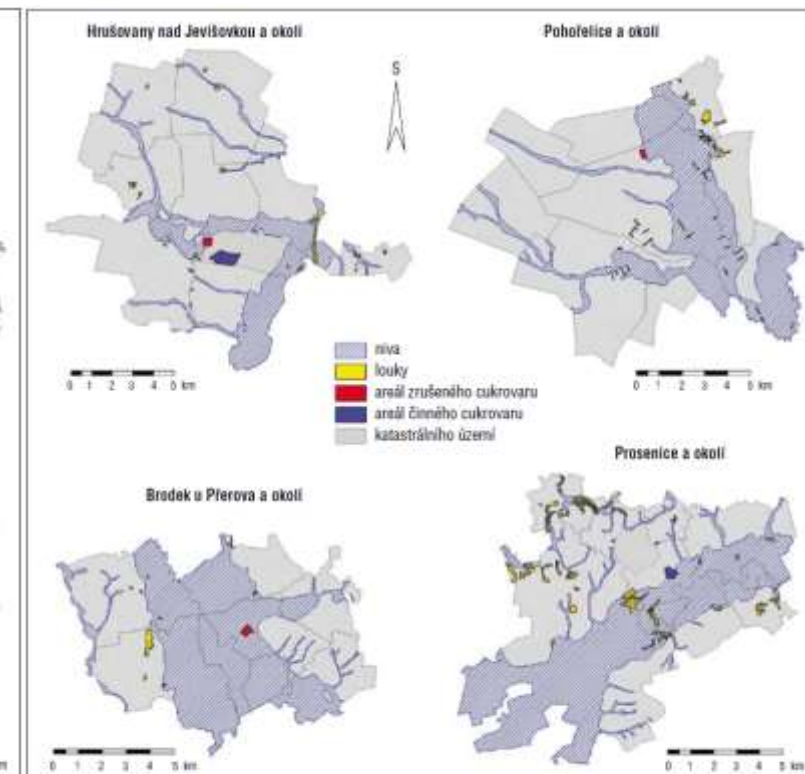 Hrušovany nad Jevišovkou a okolí
Pohořelice a okolí
S
0 1 2 3 4 5 km
0 1 2 3 4 5 km
niva
louky
areál zrušeného cukrovaru
areál činného cukrovaru
katastrálního území
Brodek u Přerova a okolí
Prosenice a okolí
0 1 2 3 4 5 km
0 1 2 3 4 5 km